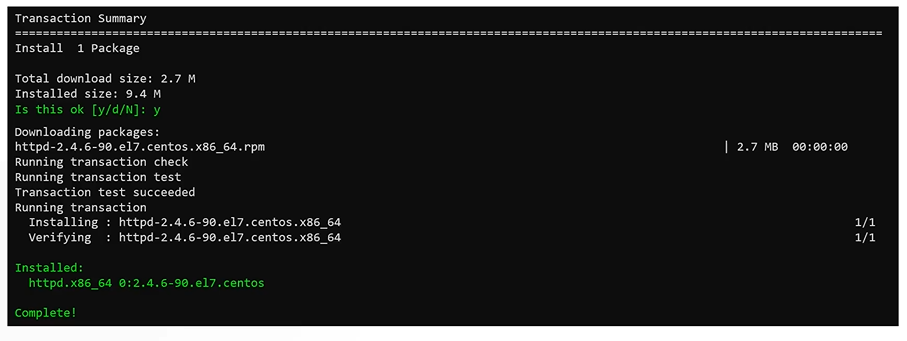 Transaction Summary
================================================================================================================================
Install  1 Package
Total download size: 2.7 M
Installed size: 9.4 M
Is this ok [y/d/N]: y
Downloading packages:
httpd-2.4.6-90.el7.centos.x86_64.rpm | 2.7 MB  00:00:00
Running transaction check
Running transaction test
Transaction test succeeded
Running transaction
  Installing : httpd-2.4.6-90.el7.centos.x86_64 1/1
  Verifying  : httpd-2.4.6-90.el7.centos.x86_64 1/1
Installed:
  httpd.x86_64 0:2.4.6-90.el7.centos
Complete!